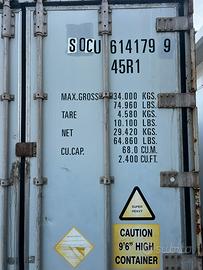 SOCU 614179 9
45R1
MAX.GROSS 34.000 KGS.
74.960 LBS.
TARE 4.580 KGS.
10.100 LBS.
NET 29.420 KGS.
64.860 LBS.
CU.CAP. 68.0 CU.M.
2.400 CU.FT.
SUPER HEAVY
CAUTION
9'6" HIGH
CONTAINER